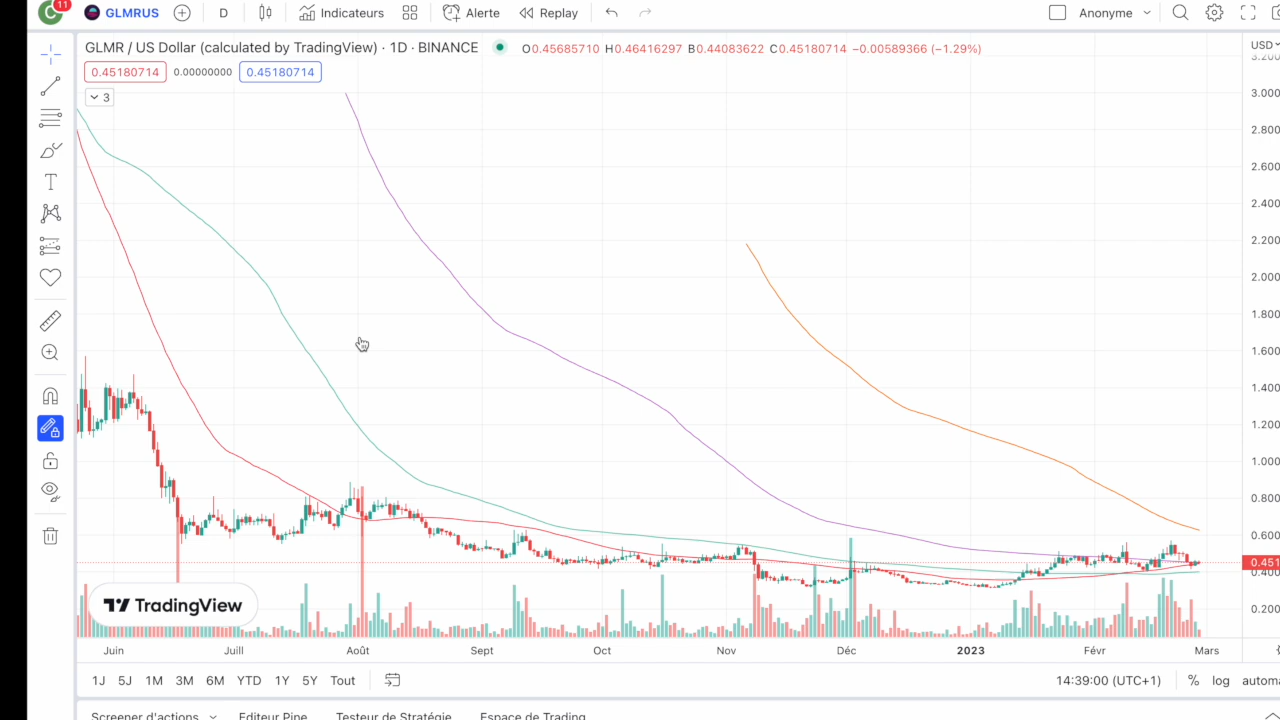 11
C GLMRUS D Indicateurs Alerte Replay Anonyme
GLMR / US Dollar (calculated by TradingView) · 1D · BINANCE O0.45685710 H0.46416297 B0.44083622 C0.45180714 −0.00589366 (−1.29%)
USD
0.45180714 0.00000000 0.45180714
3
3.200
3.000
2.800
2.600
2.400
2.200
2.000
1.800
1.600
1.400
1.200
1.000
0.800
0.600
0.451
0.400
0.200
TradingView
Juin Juill Août Sept Oct Nov Déc 2023 Févr Mars
1J 5J 1M 3M 6M YTD 1Y 5Y Tout 14:39:00 (UTC+1) % log automa
Screener d'actions Editeur Pine Testeur de Stratégie Espace de Trading